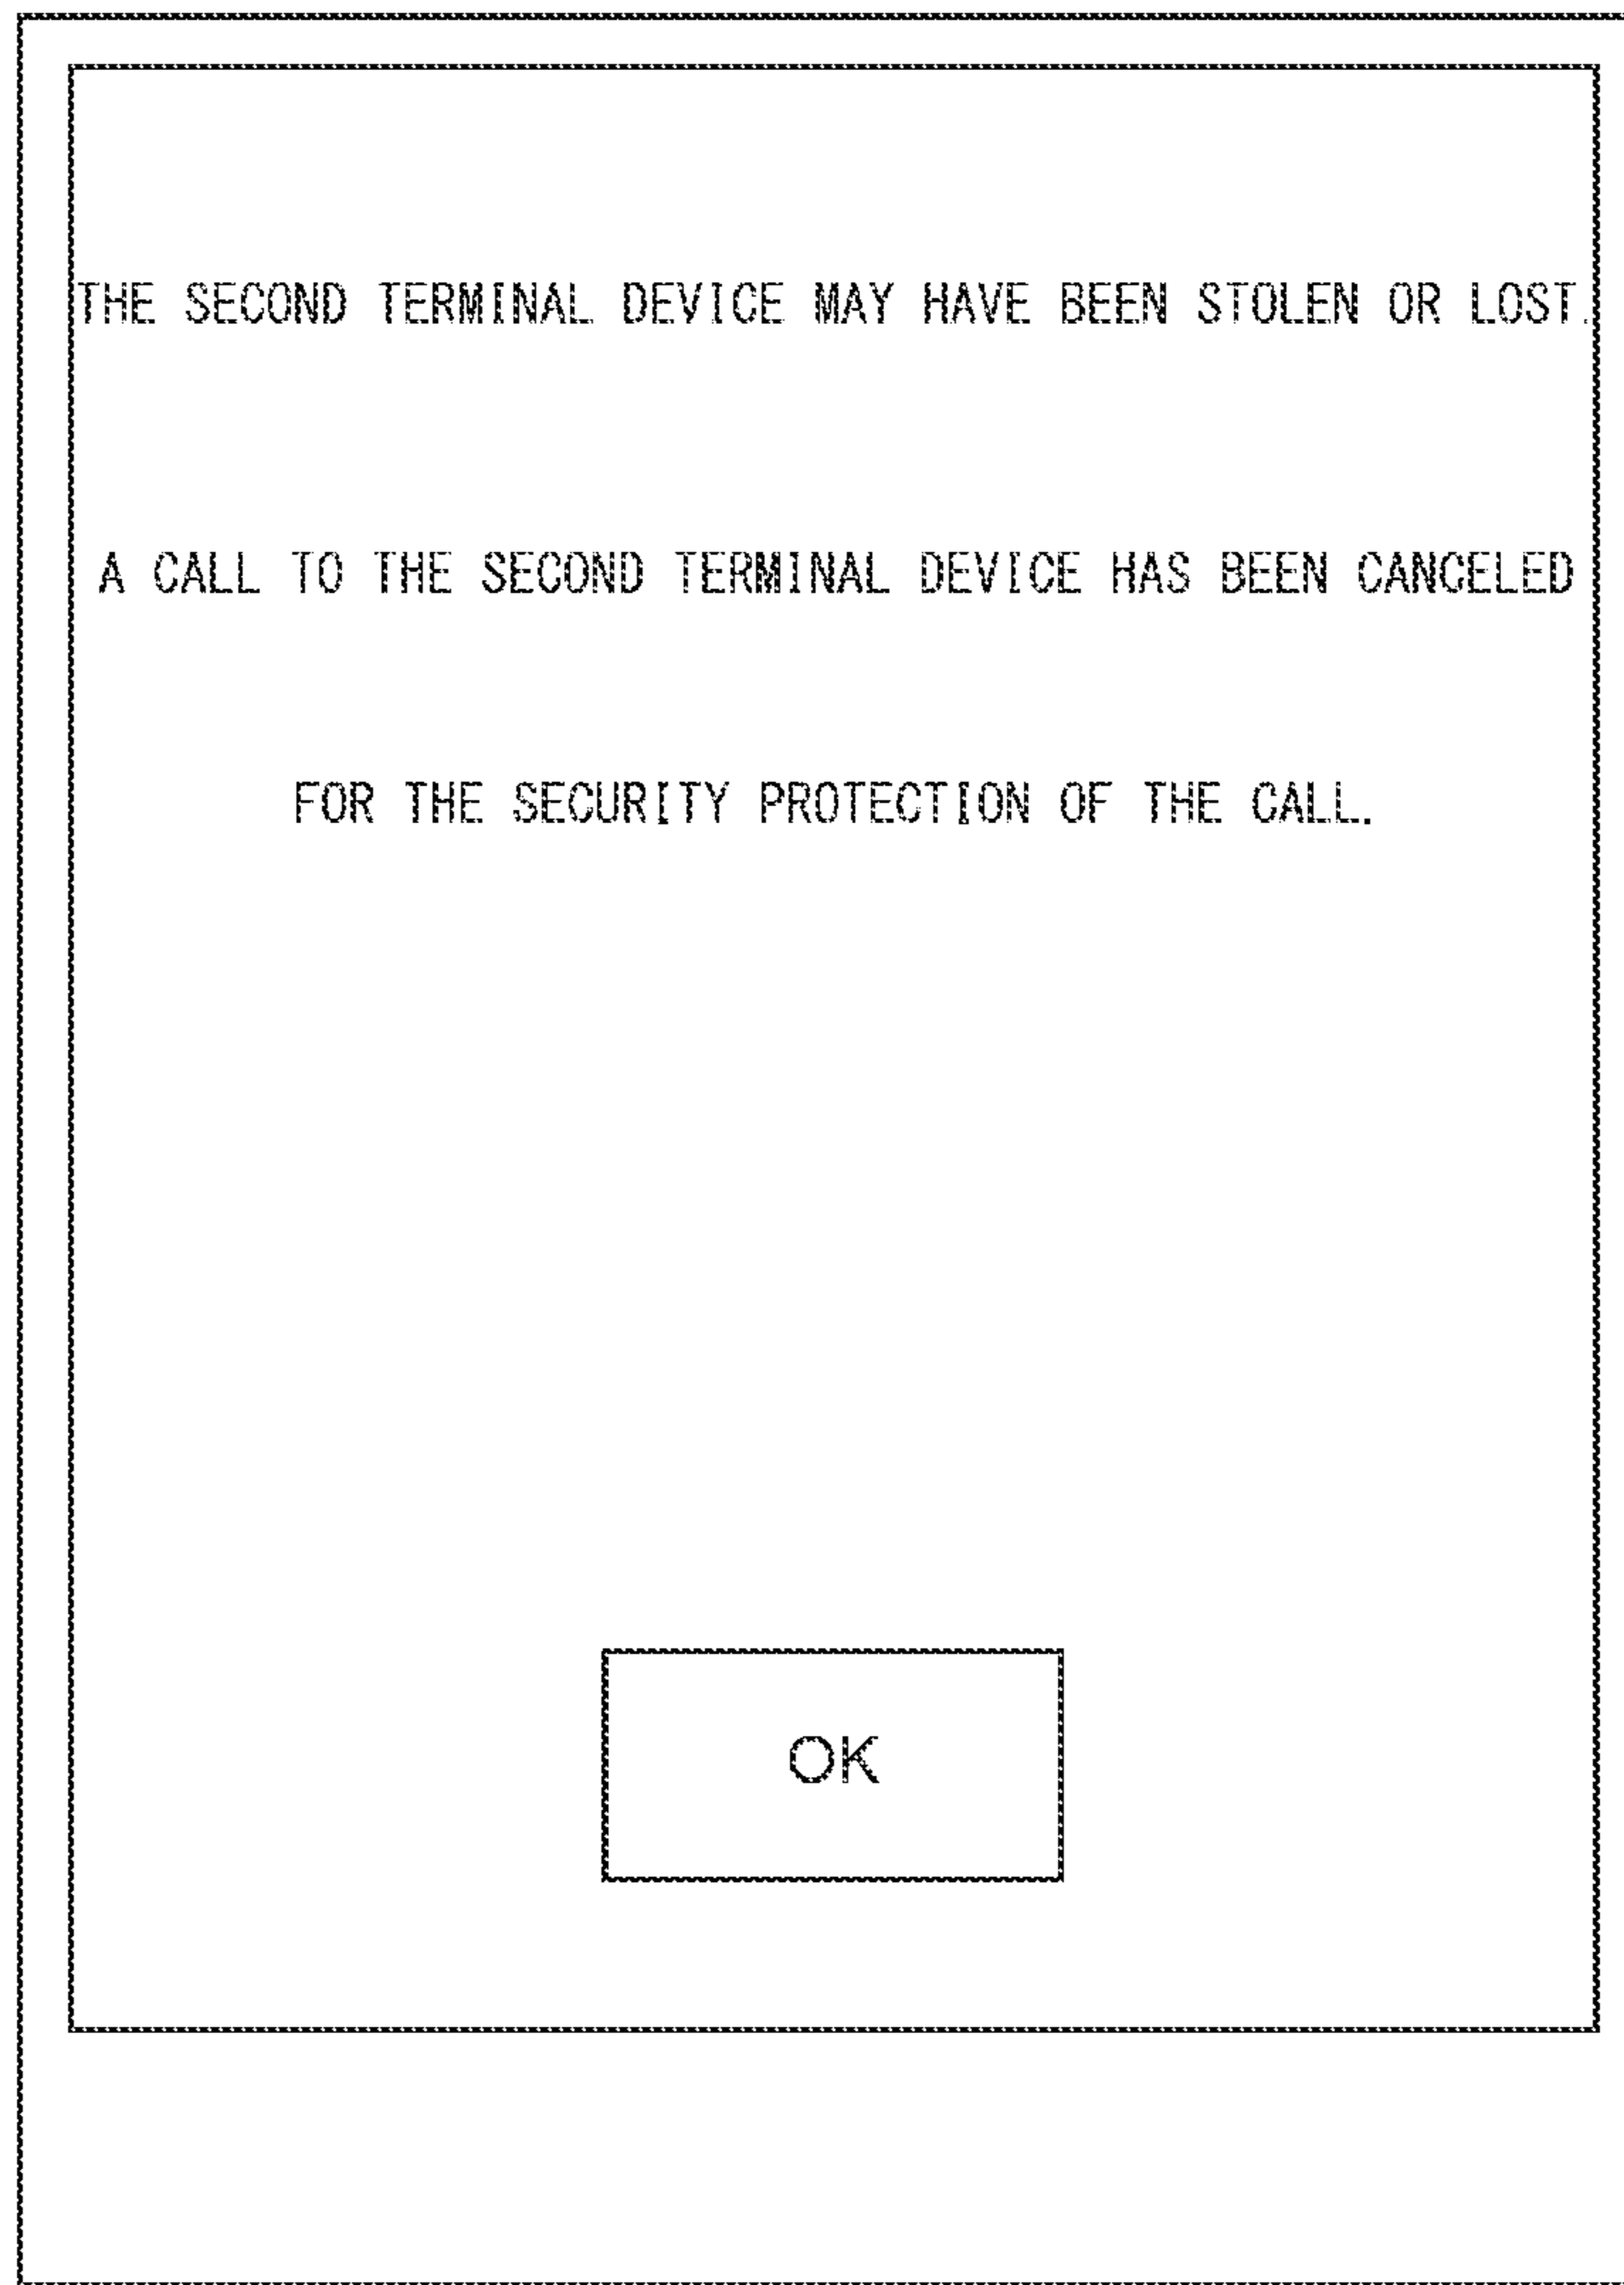 THE SECOND TERMINAL DEVICE MAY HAVE BEEN STOLEN OR LOST.
A CALL TO THE SECOND TERMINAL DEVICE HAS BEEN CANCELED
FOR THE SECURITY PROTECTION OF THE CALL.
OK